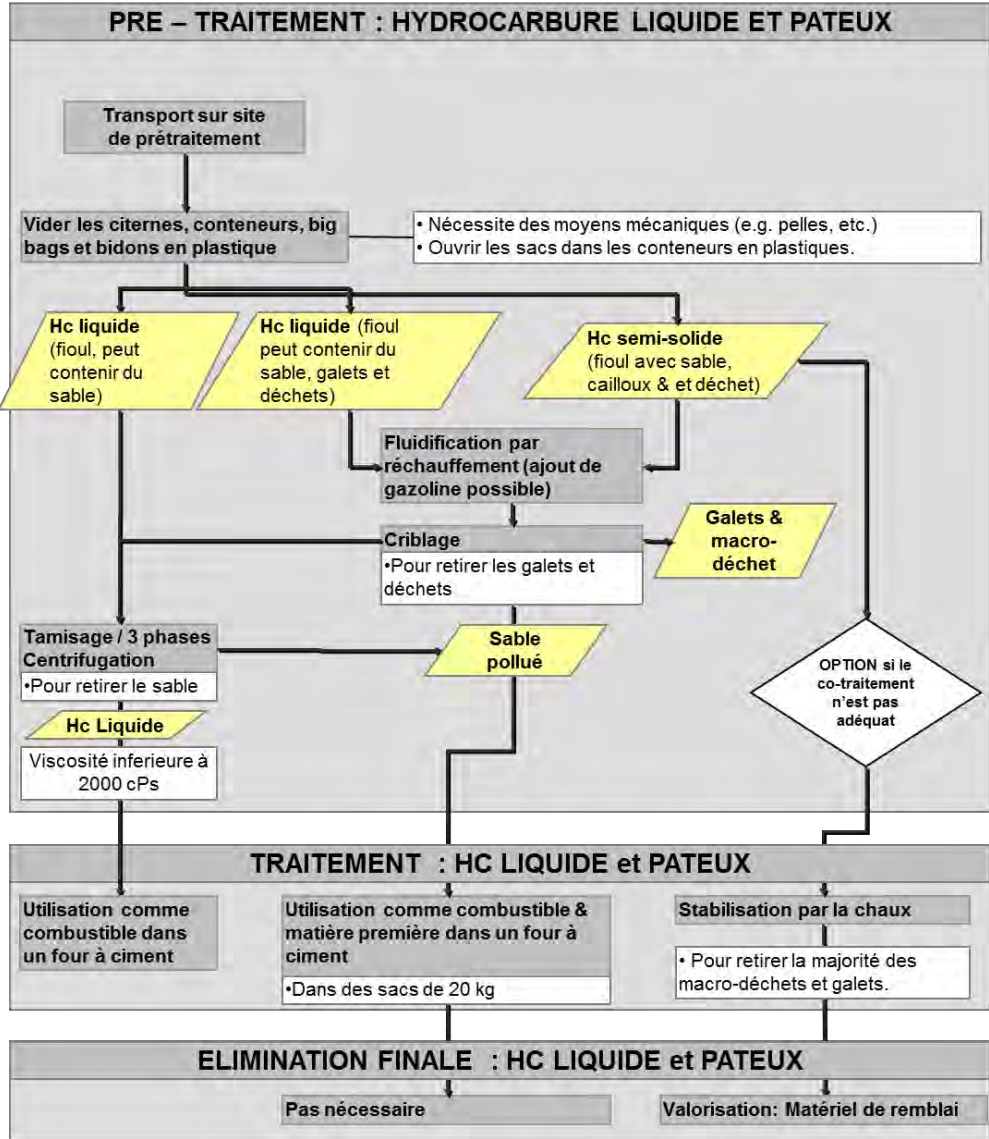 PRE – TRAITEMENT : HYDROCARBURE LIQUIDE ET PATEUX
Transport sur site
de prétraitement
Vider les citernes, conteneurs, big
bags et bidons en plastique
• Nécessite des moyens mécaniques (e.g. pelles, etc.)
• Ouvrir les sacs dans les conteneurs en plastiques.
Hc liquide
(fioul, peut
contenir du
sable)
Hc liquide (fioul
peut contenir du
sable, galets et
déchets)
Hc semi-solide
(fioul avec sable,
cailloux & et déchet)
Fluidification par
réchauffement (ajout de
gazoline possible)
Criblage
•Pour retirer les galets et
déchets
Galets &
macro-
déchet
Tamisage / 3 phases
Centrifugation
•Pour retirer le sable
Sable
pollué
OPTION si le
co-traitement
n'est pas
adéquat
Hc Liquide
Viscosité inferieure à
2000 cPs
TRAITEMENT : HC LIQUIDE et PATEUX
Utilisation comme
combustible dans
un four à ciment
Utilisation comme combustible &
matière première dans un four à
ciment
•Dans des sacs de 20 kg
Stabilisation par la chaux
• Pour retirer la majorité des
macro-déchets et galets.
ELIMINATION FINALE : HC LIQUIDE et PATEUX
Pas nécessaire
Valorisation: Matériel de remblai